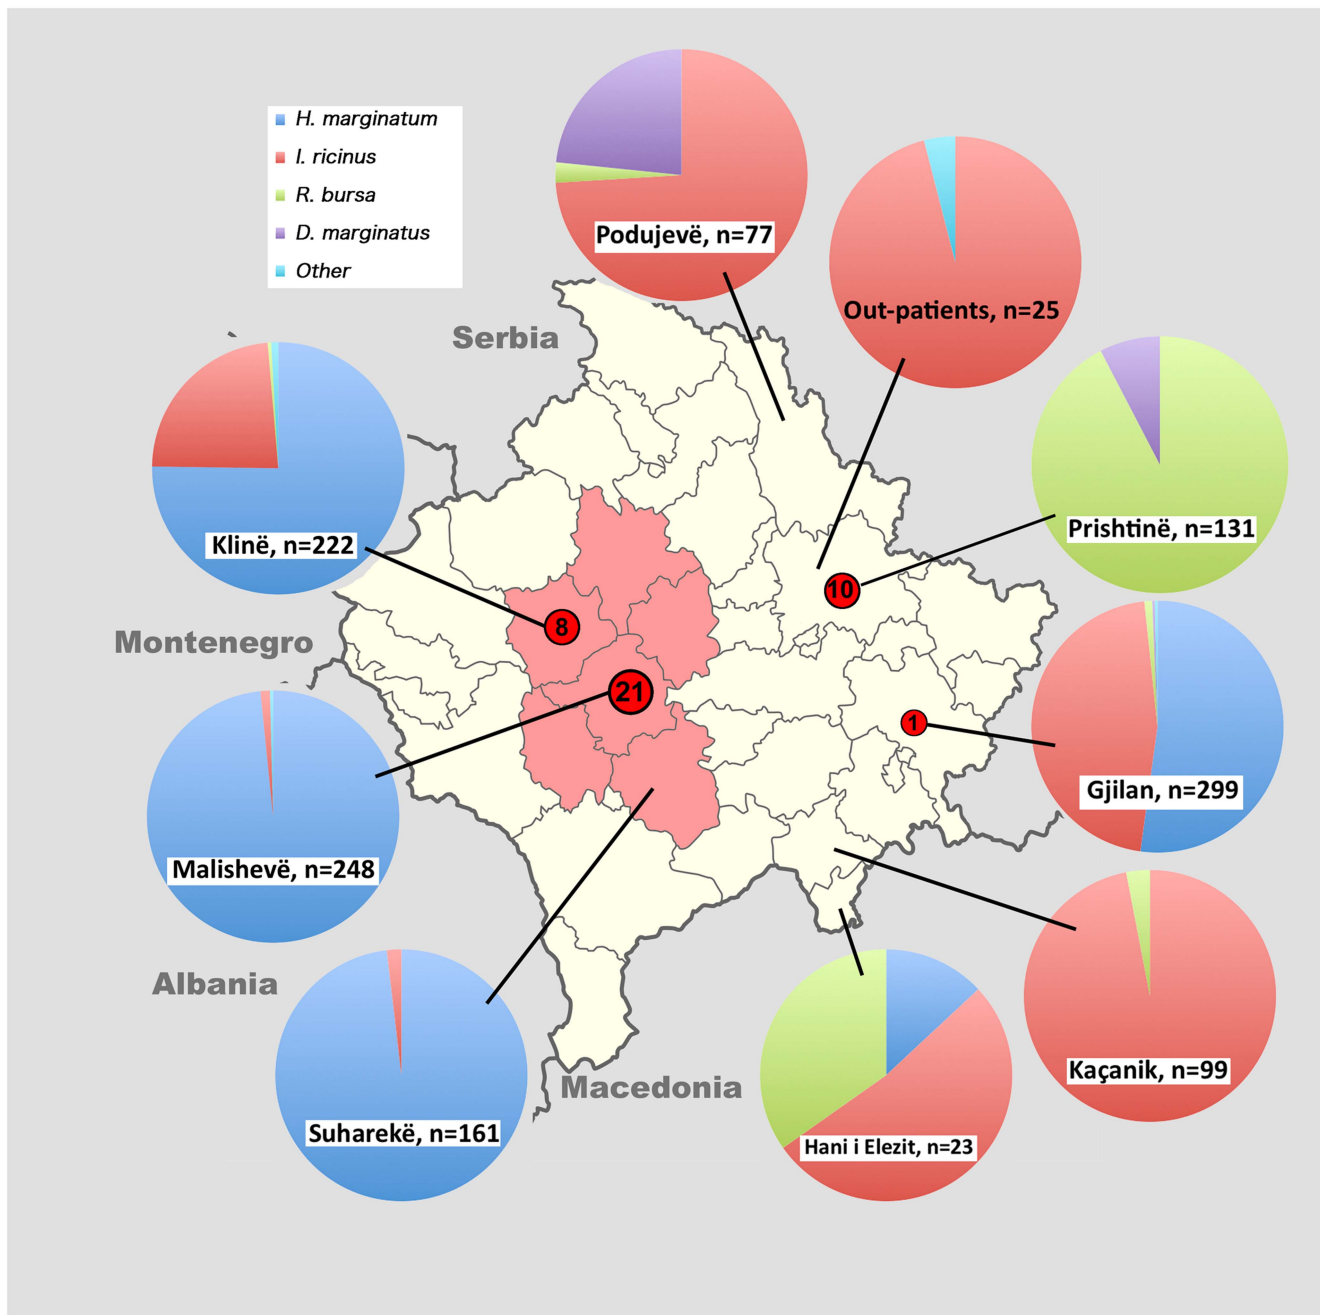 H. marginatum
I. ricinus
R. bursa
D. marginatus
Other
Podujevë, n=77
Out-patients, n=25
Serbia
Prishtinë, n=131
Klinë, n=222
10
8
Montenegro
21
1
Gjilan, n=299
Malishevë, n=248
Albania
Kaçanik, n=99
Macedonia
Suharekë, n=161
Hani i Elezit, n=23